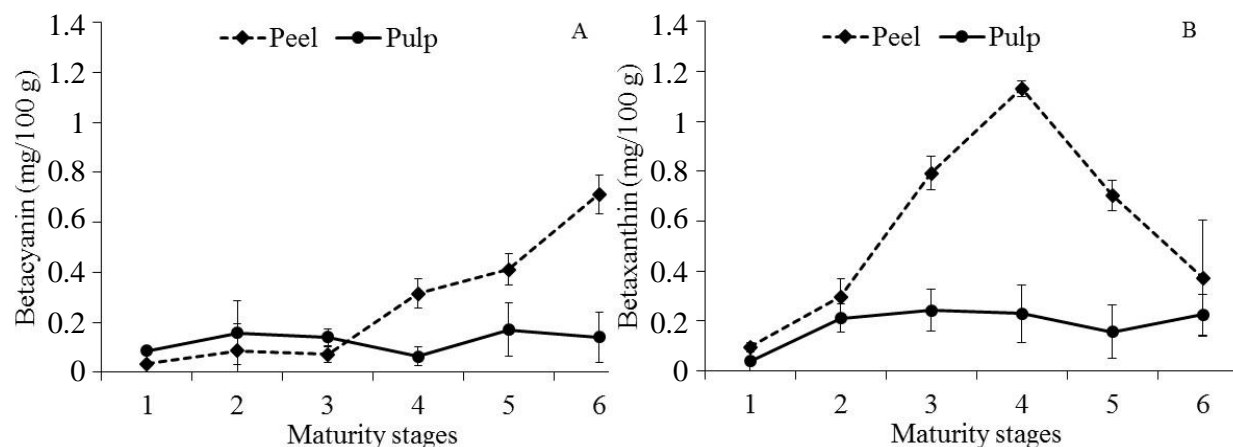 Betacyanin (mg/100 g)
1.4
1.2
1
0.8
0.6
0.4
0.2
0
Peel Pulp
A
1 2 3 4 5 6
Maturity stages
Betaxanthin (mg/100 g)
1.4
1.2
1
0.8
0.6
0.4
0.2
0
Peel Pulp
B
1 2 3 4 5 6
Maturity stages